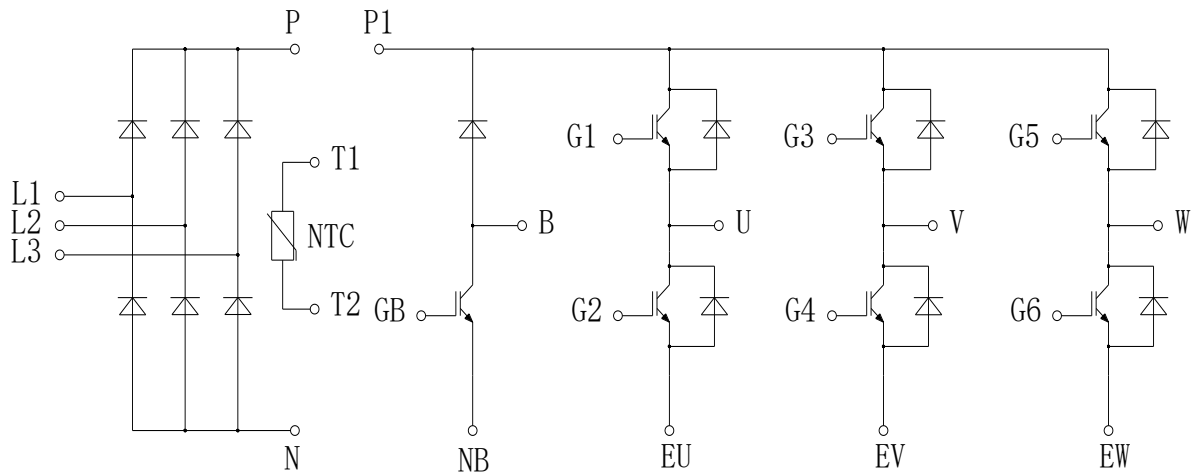 P P1
G1 G3 G5
T1
L1
L2 B U V W
L3 NTC
T2 GB G2 G4 G6
N NB EU EV EW